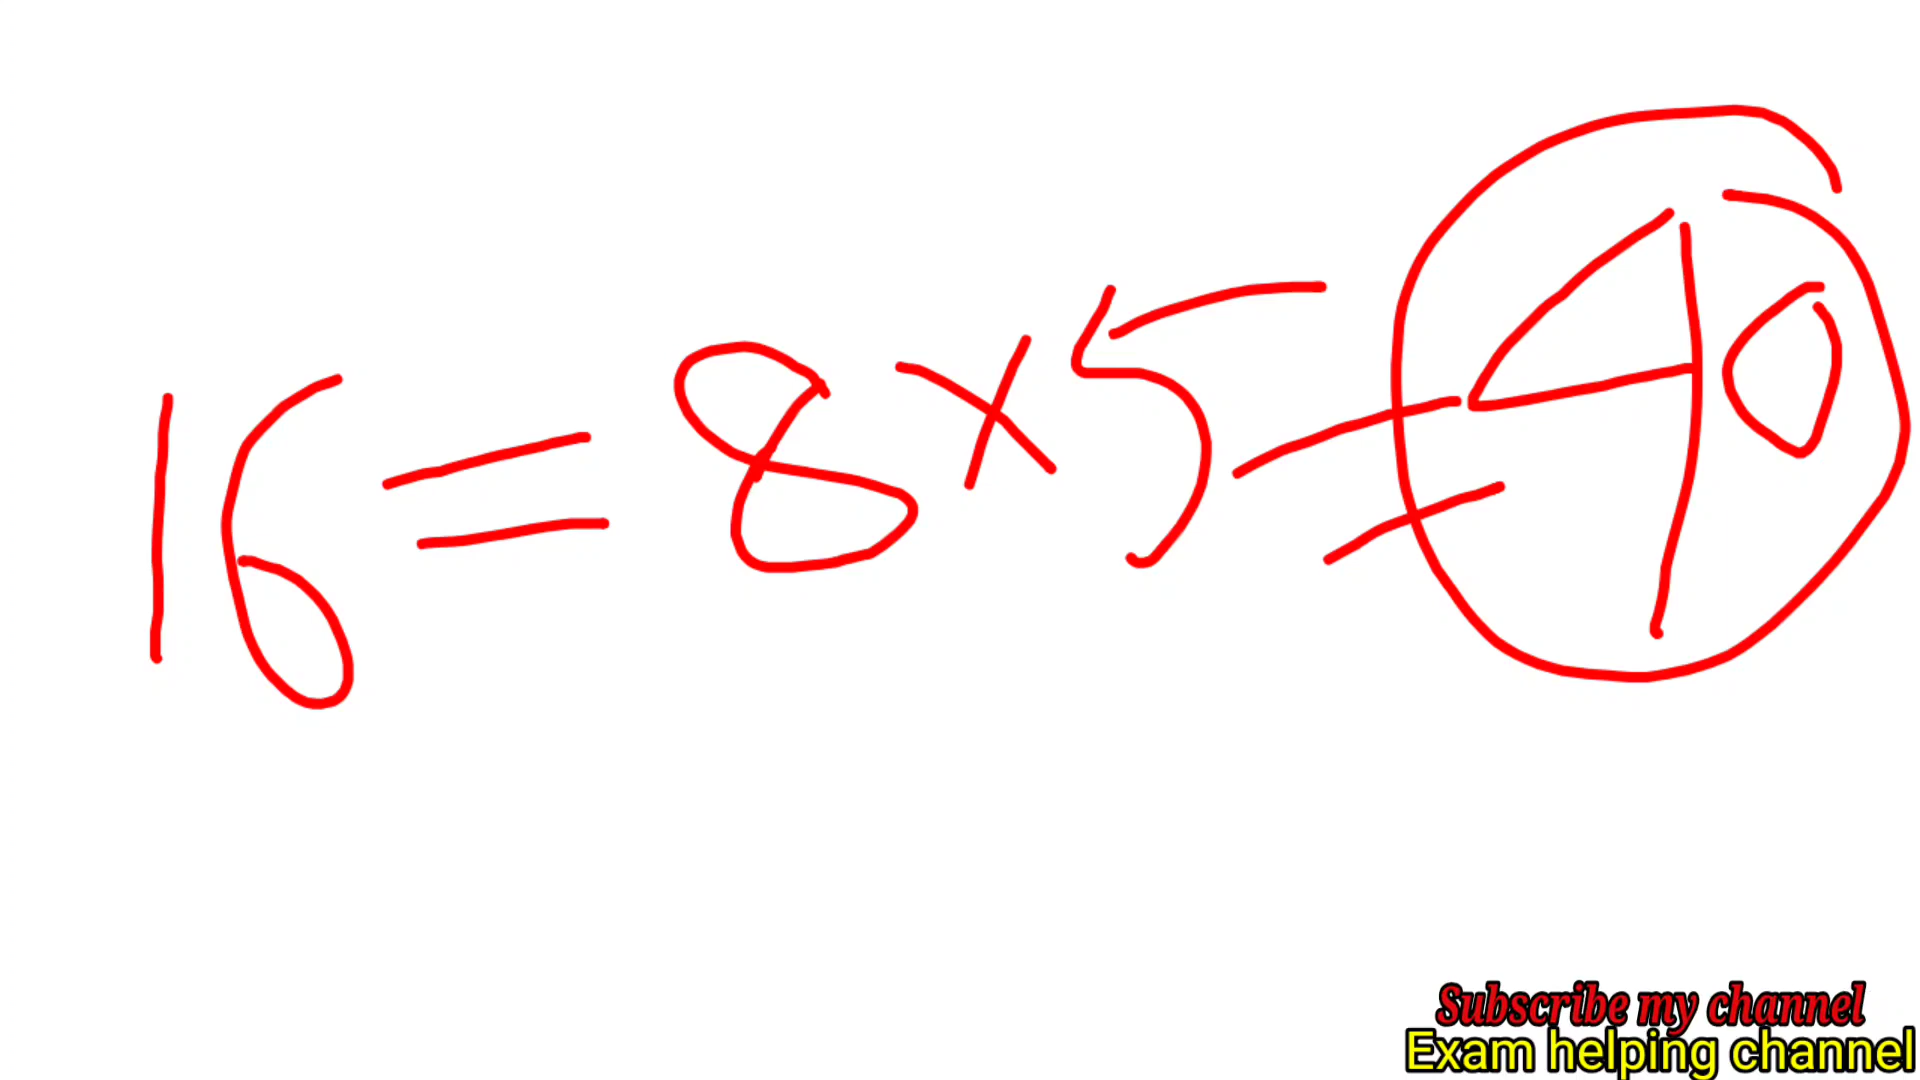 16 = 8 × 5 = 40
Subscribe my channel
Exam helping channel